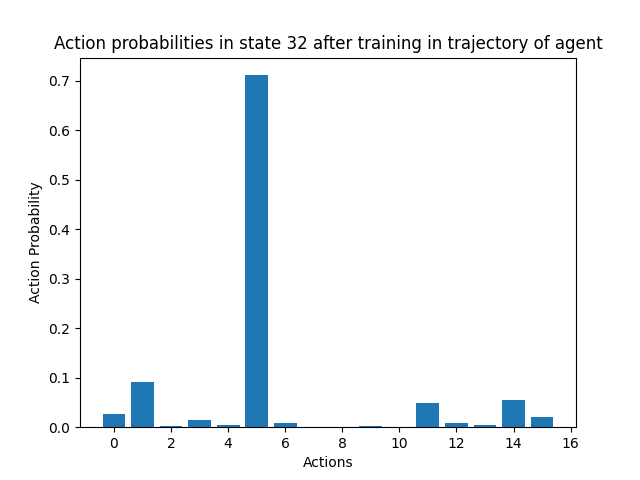 Action probabilities in state 32 after training in trajectory of agent
Action Probability
0.7
0.6
0.5
0.4
0.3
0.2
0.1
0.0
0 2 4 6 8 10 12 14 16
Actions